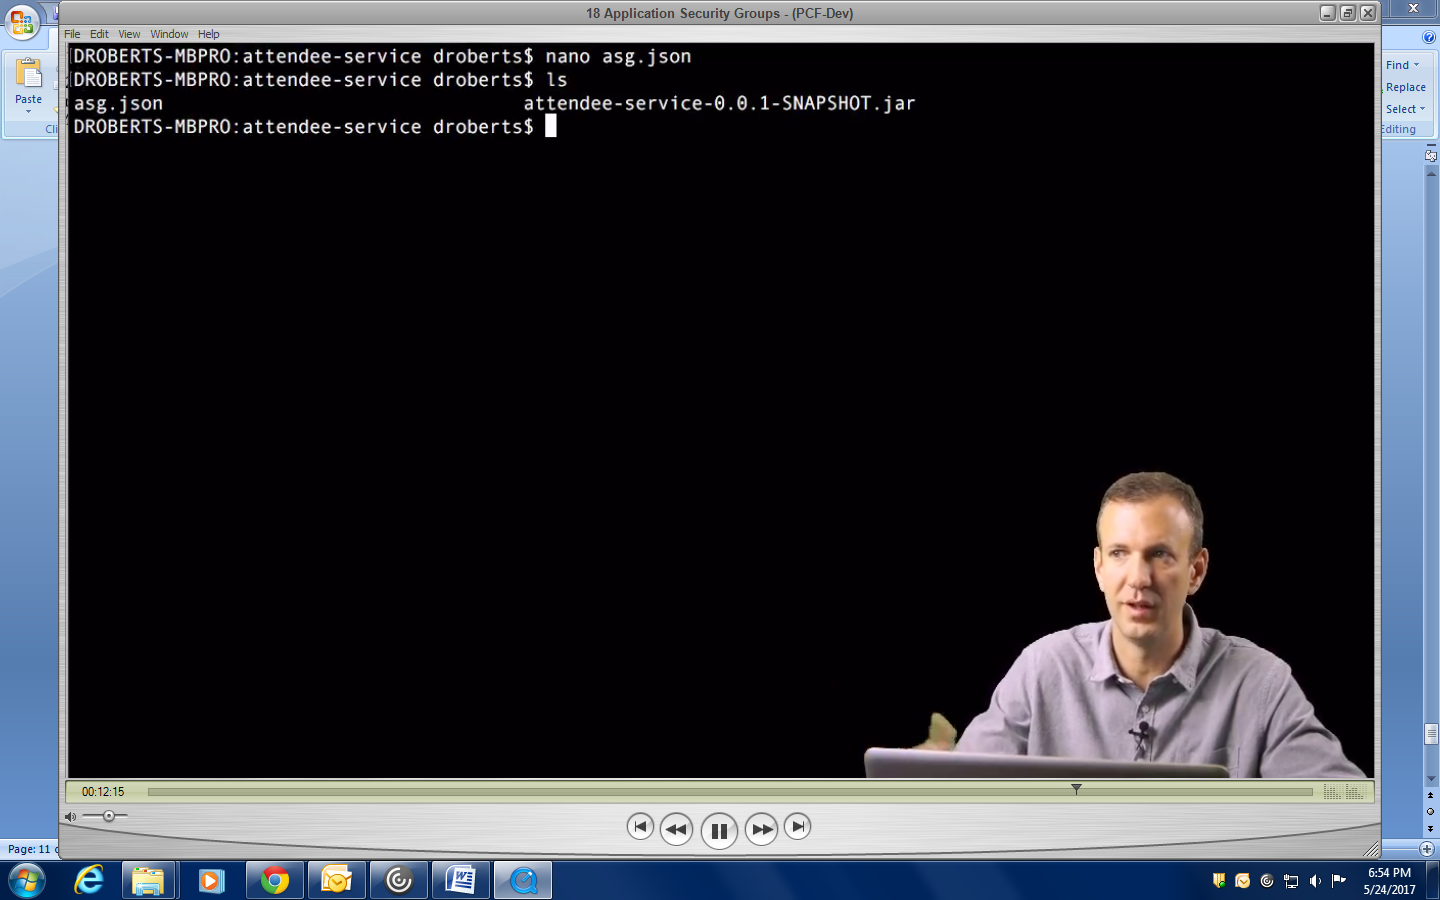 18 Application Security Groups - (PCF-Dev)
File Edit View Window Help
DROBERTS-MBPRO:attendee-service droberts$ nano asg.json
DROBERTS-MBPRO:attendee-service droberts$ ls
asg.json attendee-service-0.0.1-SNAPSHOT.jar
DROBERTS-MBPRO:attendee-service droberts$
Paste
Find
Replace
Select
Editing
00:12:15
Page: 11
6:54 PM
5/24/2017